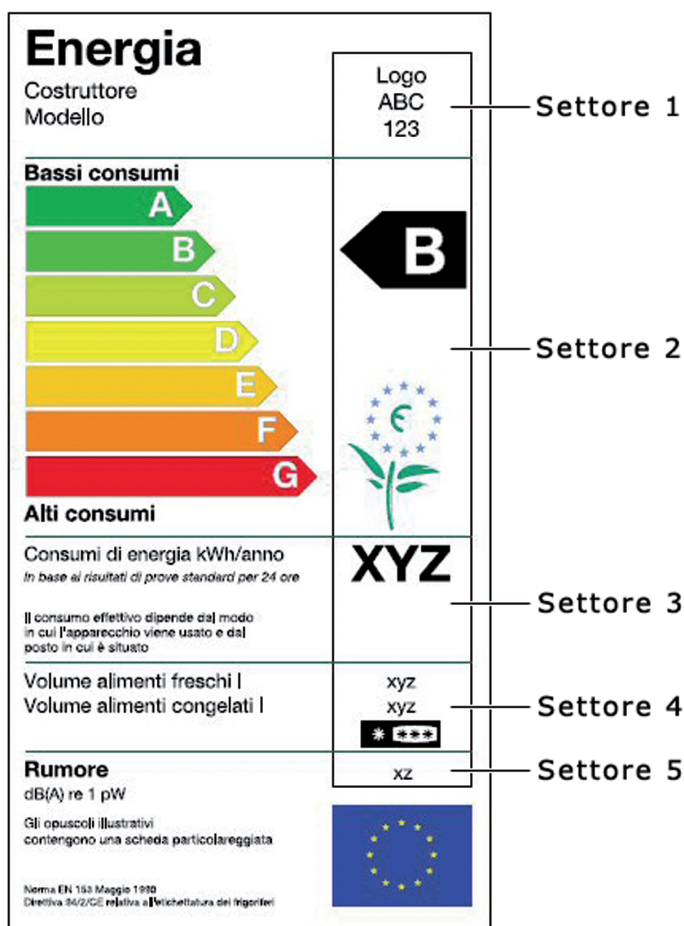 Energia
Costruttore
Modello
Logo
ABC
123
Settore 1
Bassi consumi
A
B
C
D
E
F
G
B
Settore 2
Alti consumi
Consumi di energia kWh/anno
In base ai risultati di prove standard per 24 ore
XYZ
Il consumo effettivo dipende dal modo
in cui l'apparecchio viene usato e dal
posto in cui è situato
Settore 3
Volume alimenti freschi l
xyz
Volume alimenti congelati l
xyz
Settore 4
Rumore
xz
Settore 5
dB(A) re 1 pW
Gli opuscoli illustrativi
contengono una scheda particolareggiata
Norma EN 153 Maggio 1990
Direttiva 94/2/CE relativa all'etichettatura dei frigoriferi